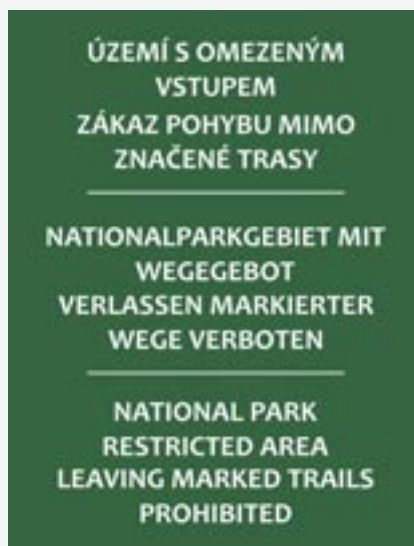 ÚZEMÍ S OMEZENÝM
VSTUPEM
ZÁKAZ POHYBU MIMO
ZNAČENÉ TRASY
NATIONALPARKGEBIET MIT
WEGEGEBOT
VERLASSEN MARKIERTER
WEGE VERBOTEN
NATIONAL PARK
RESTRICTED AREA
LEAVING MARKED TRAILS
PROHIBITED